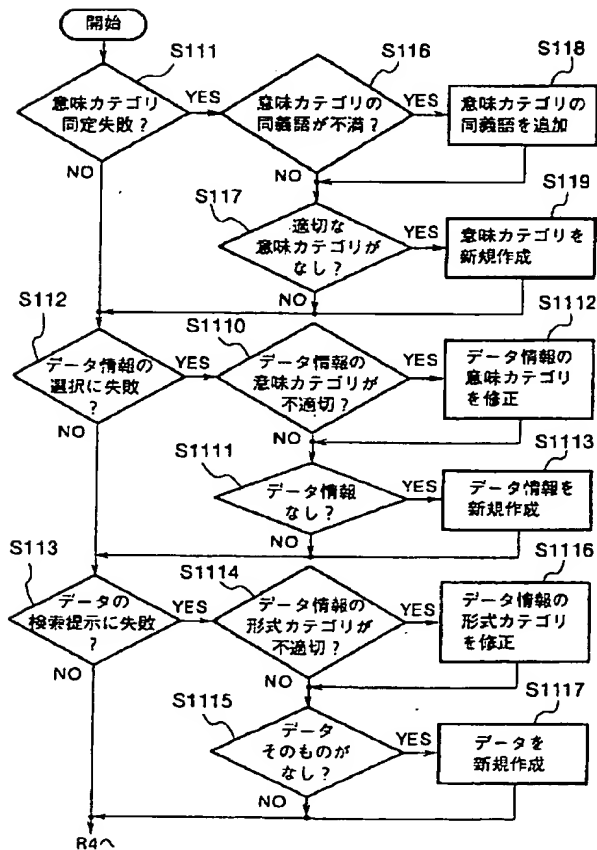 開始
S111
S116
S118
意味カテゴリ
同定失敗？
YES
意味カテゴリの
同義語が不満？
YES
意味カテゴリの
同義語を追加
NO
NO
S117
S119
適切な
意味カテゴリが
なし？
YES
意味カテゴリを
新規作成
NO
S112
S1110
S1112
データ情報の
選択に失敗
？
YES
データ情報の
意味カテゴリが
不適切？
YES
データ情報の
意味カテゴリ
を修正
NO
NO
S1111
S1113
データ情報
なし？
YES
データ情報を
新規作成
NO
S113
S1114
S1116
データの
検索提示に失敗
？
YES
データ情報の
形式カテゴリが
不適切？
YES
データ情報の
形式カテゴリ
を修正
NO
NO
S1115
S1117
データ
そのものが
なし？
YES
データを
新規作成
NO
R4へ